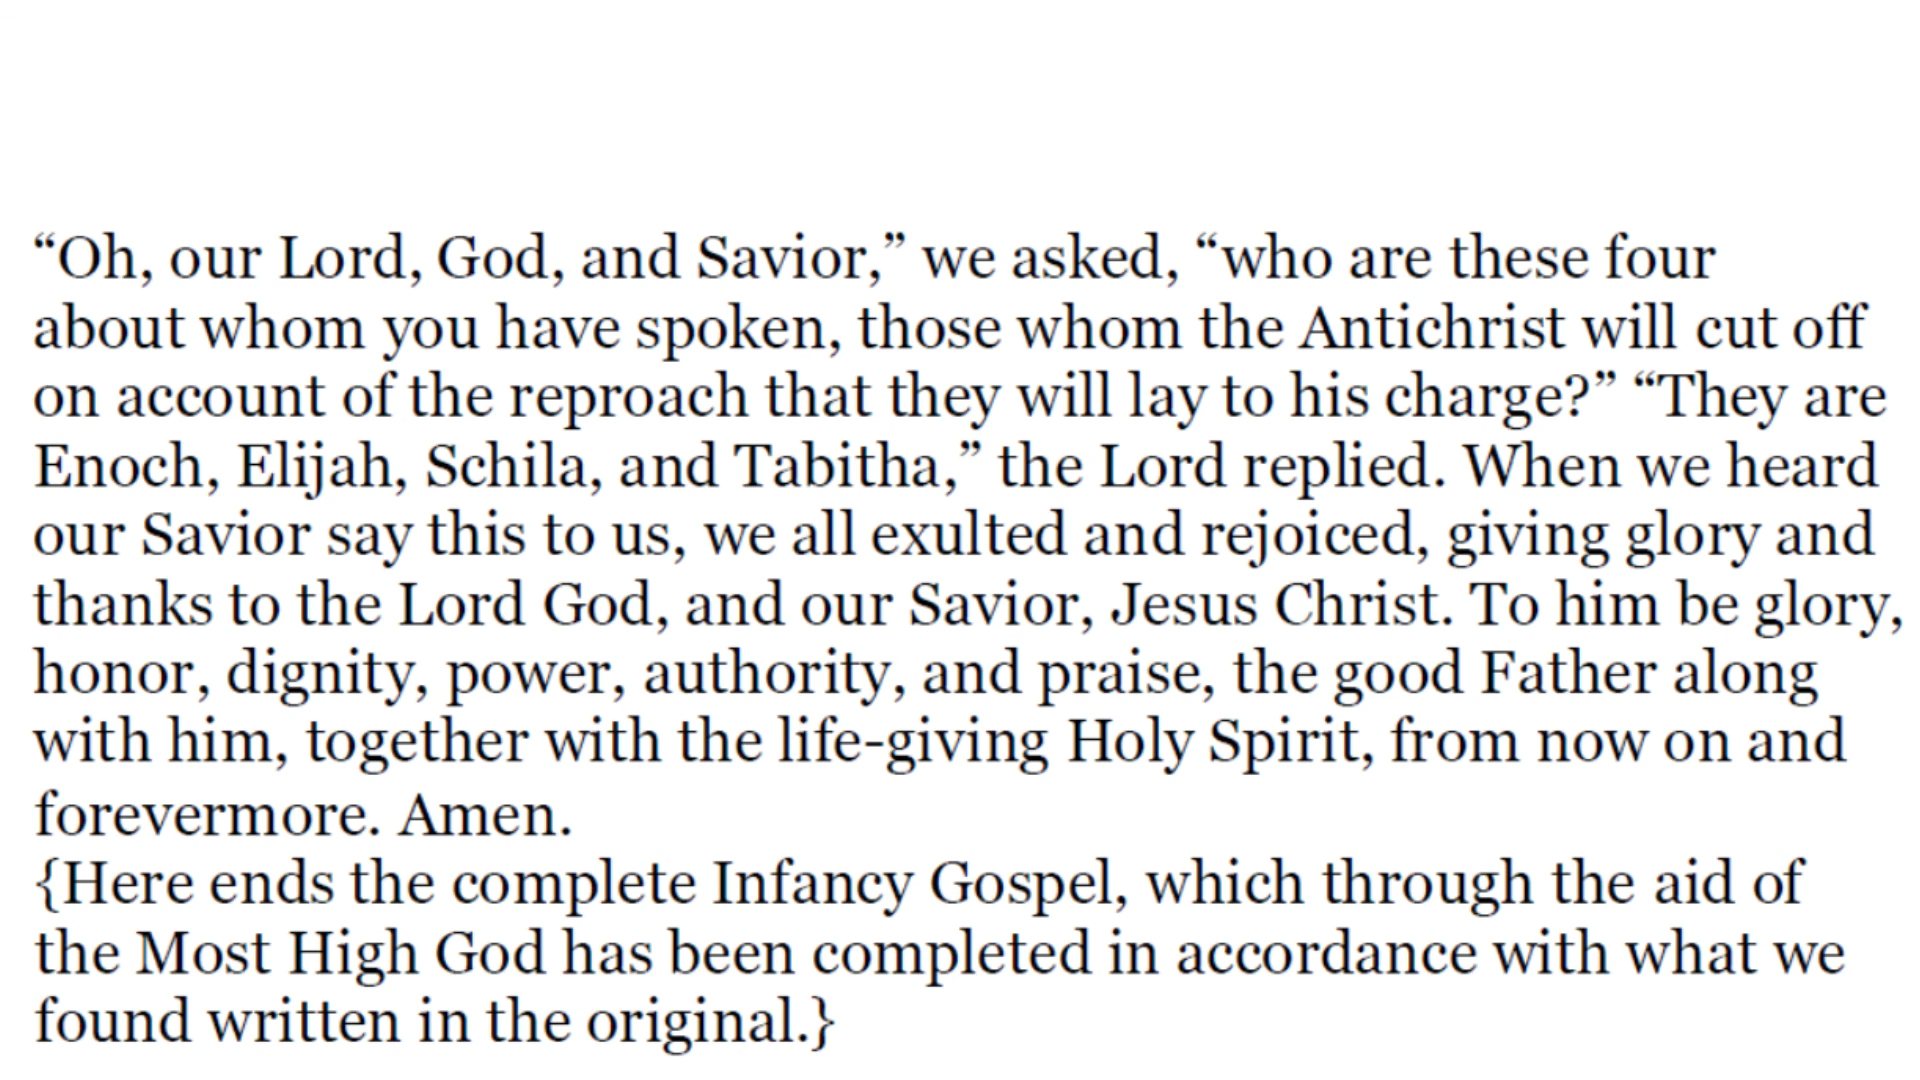 “Oh, our Lord, God, and Savior,” we asked, “who are these four
about whom you have spoken, those whom the Antichrist will cut off
on account of the reproach that they will lay to his charge?” “They are
Enoch, Elijah, Schila, and Tabitha,” the Lord replied. When we heard
our Savior say this to us, we all exulted and rejoiced, giving glory and
thanks to the Lord God, and our Savior, Jesus Christ. To him be glory,
honor, dignity, power, authority, and praise, the good Father along
with him, together with the life-giving Holy Spirit, from now on and
forevermore. Amen.
{Here ends the complete Infancy Gospel, which through the aid of
the Most High God has been completed in accordance with what we
found written in the original.}